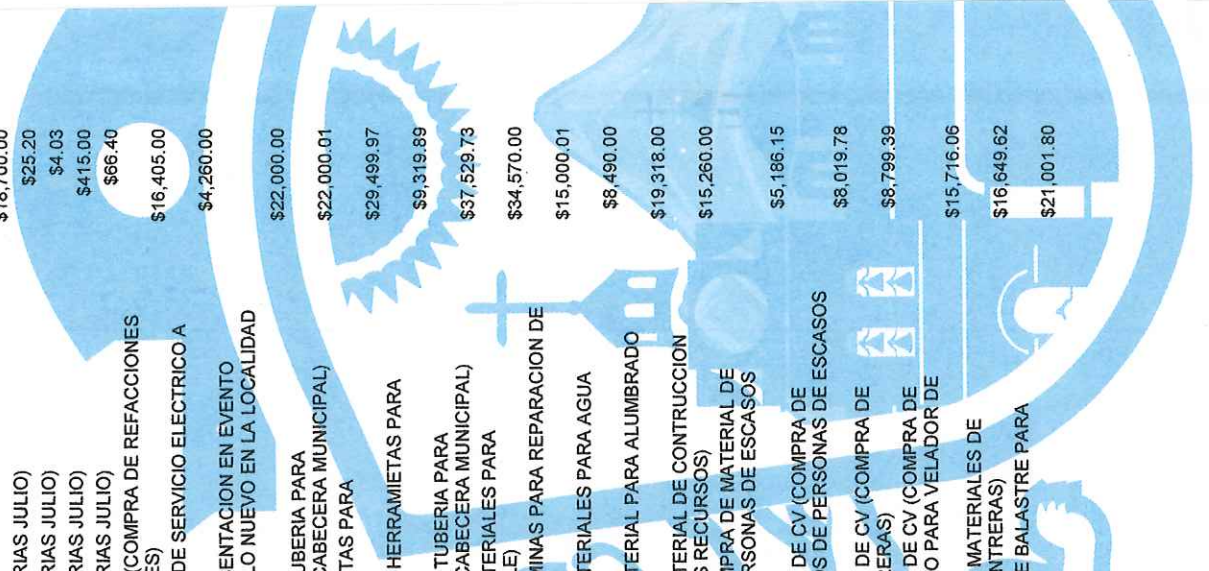 $18,700.00
RIAS JULIO) $25.20
RIAS JULIO) $4.03
RIAS JULIO) $415.00
RIAS JULIO) $66.40
(COMPRA DE REFACCIONES
ES) $16,405.00
DE SERVICIO ELECTRICO A
$4,260.00
ENTACION EN EVENTO
LO NUEVO EN LA LOCALIDAD
$22,000.00
UBERIA PARA
CABECERA MUNICIPAL) $22,000.01
TAS PARA
$29,499.97
HERRAMIETAS PARA
$9,319.89
TUBERIA PARA
CABECERA MUNICIPAL) $37,529.73
TERIALES PARA
LE) $34,570.00
MINAS PARA REPARACION DE
$15,000.01
TERIALES PARA AGUA
$8,490.00
TERIAL PARA ALUMBRADO
$19,318.00
TERIAL DE CONTRUCCION
S RECURSOS) $15,260.00
MPRA DE MATERIAL DE
RSONAS DE ESCASOS
$5,186.15
DE CV (COMPRA DE
S DE PERSONAS DE ESCASOS
$8,019.78
DE CV (COMPRA DE
RERAS) $8,799.39
DE CV (COMPRA DE
O PARA VELADOR DE
$15,716.06
MATERIALES DE
NTRERAS) $16,649.62
E BALASTRE PARA
$21,001.80